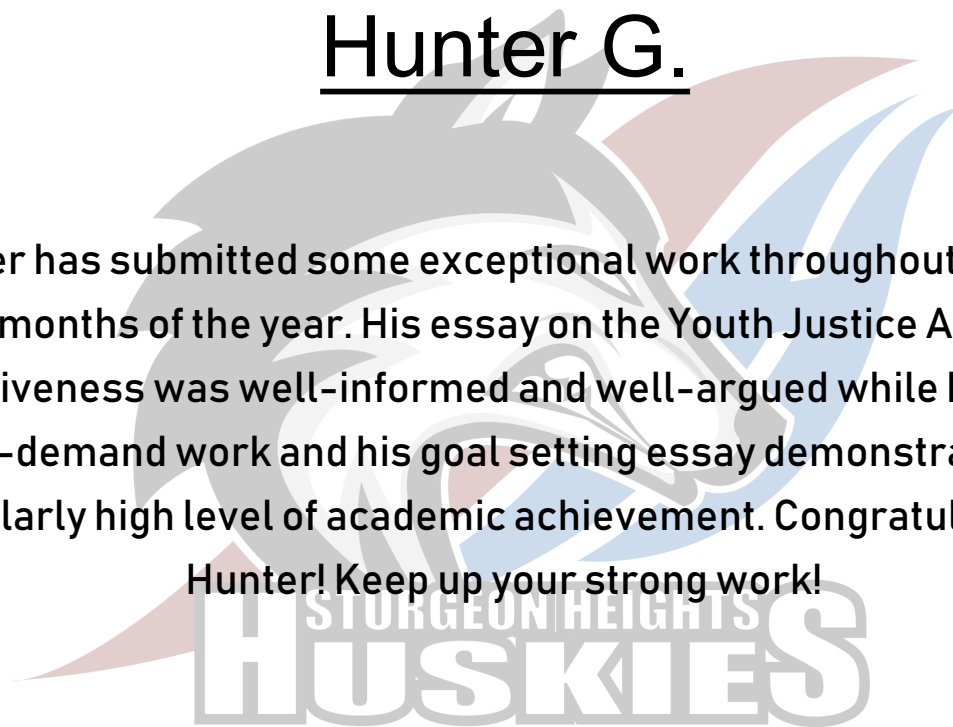 Hunter G.
er has submitted some exceptional work throughout
months of the year. His essay on the Youth Justice A
iveness was well-informed and well-argued while
-demand work and his goal setting essay demonstra
larly high level of academic achievement. Congratul
Hunter! Keep up your strong work!
STURGEON HEIGHTS
HUSKIES